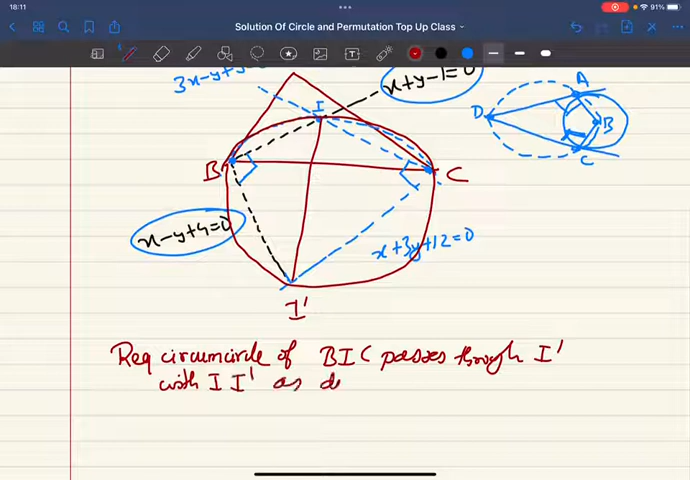 18:11
91%
Solution Of Circle and Permutation Top Up Class
3x-y+
x+y-1=0
I
A
D
B
C
B
C
x-y+4=0
x+3y+12=0
I'
Req circumcircle of BIC passes through I'
with I I' as d